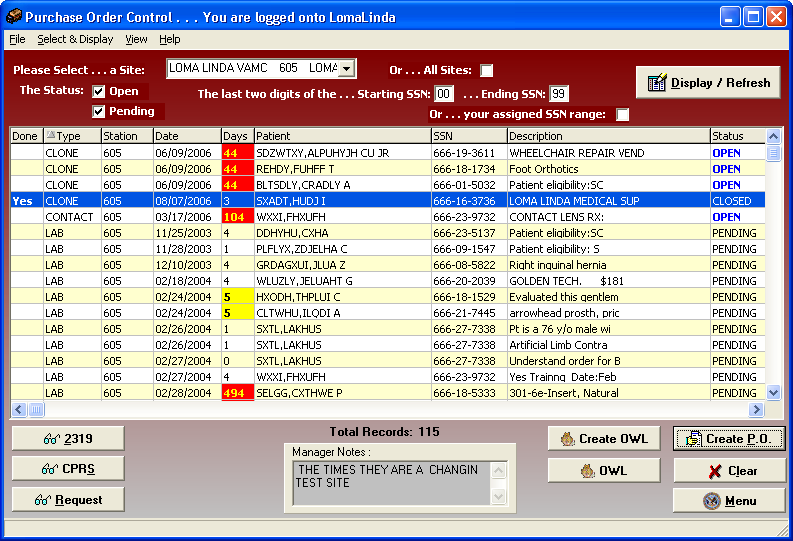 Purchase Order Control . . . You are logged onto LomaLinda
File Select & Display View Help
Please Select . . . a Site: LOMA LINDA VAMC 605 LOMA Or . . . All Sites:
The Status: Open The last two digits of the . . . Starting SSN: 00 . . . Ending SSN: 99 Display / Refresh
Pending Or . . . your assigned SSN range:
Done Type Station Date Days Patient SSN Description Status
CLONE 605 06/09/2006 44 SDZWTXY,ALPUHYJH CU JR 666-19-3611 WHEELCHAIR REPAIR VEND OPEN
CLONE 605 06/09/2006 44 REHDY,FUHFF T 666-18-1734 Foot Orthotics OPEN
CLONE 605 06/09/2006 44 BLTSDLY,CRADLY A 666-01-5032 Patient eligibility:SC OPEN
Yes CLONE 605 08/07/2006 3 SXADT,HUDJ I 666-16-3736 LOMA LINDA MEDICAL SUP CLOSED
CONTACT 605 03/17/2006 104 WXXI,FHXUFH 666-23-9732 CONTACT LENS RX: OPEN
LAB 605 11/25/2003 4 DDHYHU,CXHA 666-23-5137 Patient eligibility:SC PENDING
LAB 605 11/28/2003 1 PLFLYX,ZDJELHA C 666-09-1547 Patient eligibility: S PENDING
LAB 605 12/10/2003 4 GRDAGXUI,JLUA Z 666-08-5822 Right inguinal hernia PENDING
LAB 605 02/18/2004 4 WLUZLY,JELUAHT G 666-20-2039 GOLDEN TECH. $181 PENDING
LAB 605 02/24/2004 5 HXODH,THPLUI C 666-18-1529 Evaluated this gentlem PENDING
LAB 605 02/24/2004 5 CLTWHU,ILQDI A 666-21-7445 arrowhead prosth, pric PENDING
LAB 605 02/26/2004 1 SXTL,LAKHUS 666-27-7338 Pt is a 76 y/o male wi PENDING
LAB 605 02/26/2004 1 SXTL,LAKHUS 666-27-7338 Artificial Limb Contra PENDING
LAB 605 02/27/2004 0 SXTL,LAKHUS 666-27-7338 Understand order for B PENDING
LAB 605 02/27/2004 4 WXXI,FHXUFH 666-23-9732 Yes Trainng Date:Feb PENDING
LAB 605 02/28/2004 494 SELGG,CXTHWE P 666-18-5333 301-6e-Insert, Natural PENDING
2319 Total Records: 115 Create OWL Create P.O.
Manager Notes :
CPRS THE TIMES THEY ARE A CHANGIN OWL Clear
TEST SITE
Request Menu